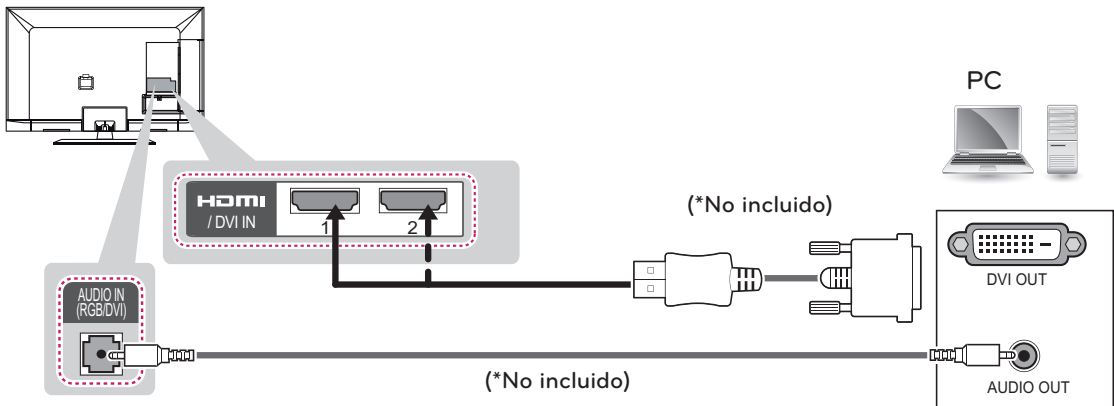 PC
HDMI
/ DVI IN
1
2
(*No incluido)
DVI OUT
AUDIO IN
(RGB/DVI)
(*No incluido)
AUDIO OUT